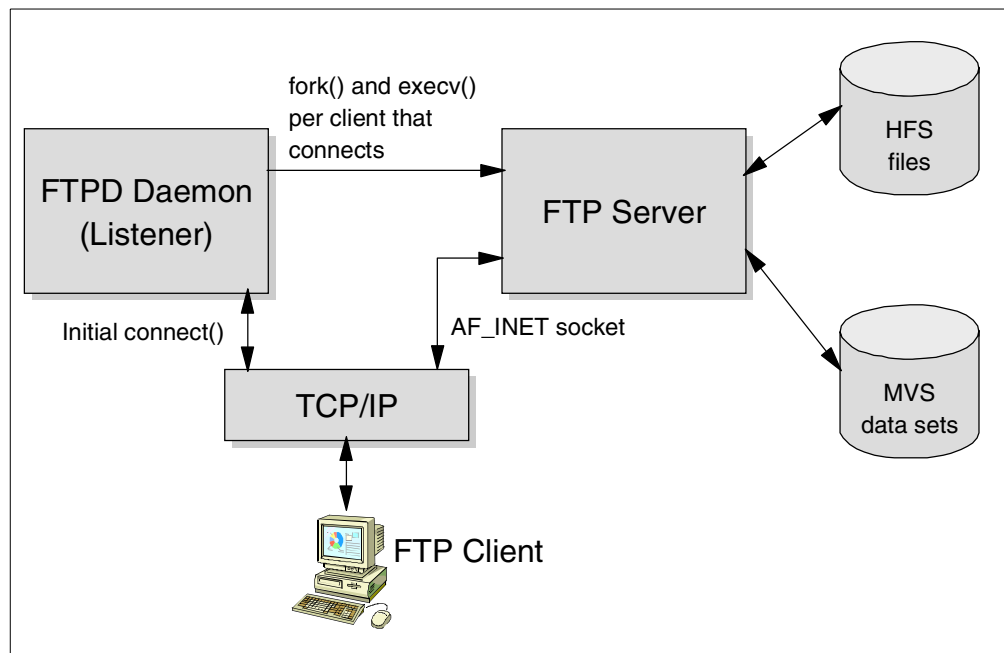 fork() and execv()
per client that
connects
FTPD Daemon
(Listener)
FTP Server
HFS
files
Initial connect()
AF_INET socket
TCP/IP
MVS
data sets
FTP Client